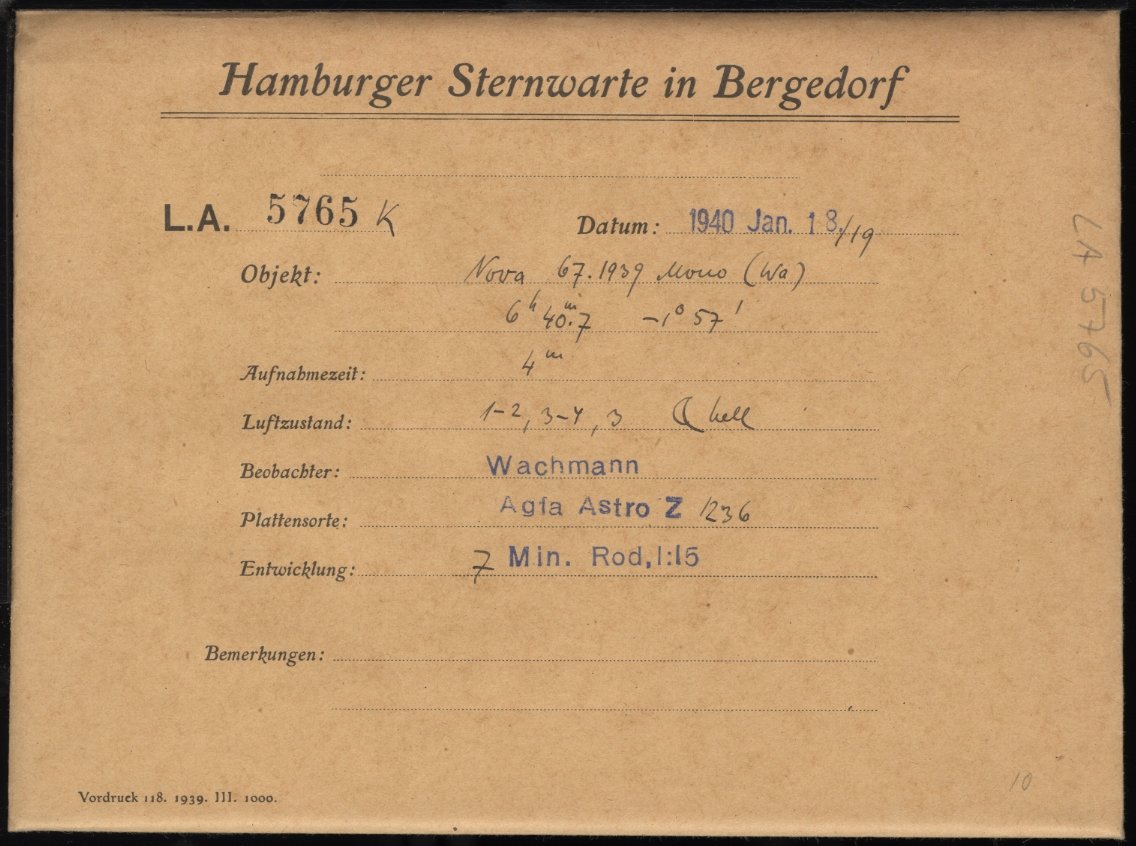 Hamburger Sternwarte in Bergedorf
L.A. 5765 K
Datum: 1940 Jan. 18./19
Objekt: Nova 67.1939 Mono (Wa)
6h 40m.7 -1° 57'
Aufnahmezeit: 4m
Luftzustand: 1-2, 3-4, 3 hell
Beobachter: Wachmann
Plattensorte: Agfa Astro Z 1236
Entwicklung: 7 Min. Rod, 1:15
Bemerkungen:
Vordruck 118. 1939. III. 1000.
10
LA 5765